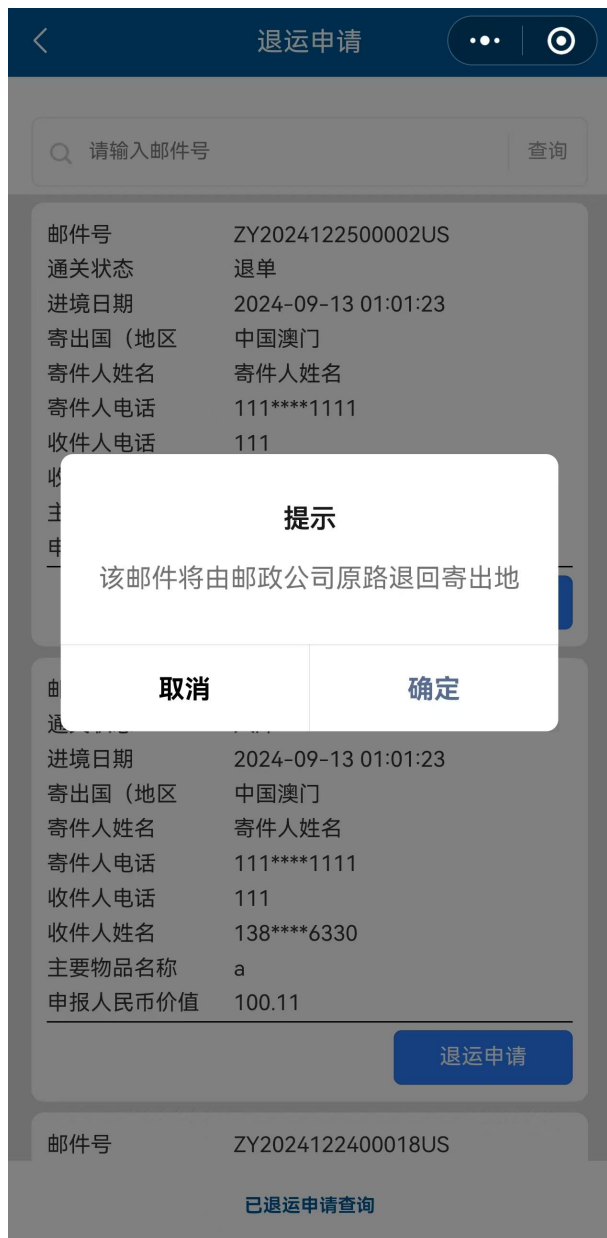 退运申请
请输入邮件号 查询
邮件号 ZY2024122500002US
通关状态 退单
进境日期 2024-09-13 01:01:23
寄出国（地区 中国澳门
寄件人姓名 寄件人姓名
寄件人电话 111****1111
收件人电话 111
提示
该邮件将由邮政公司原路退回寄出地
取消 确定
进境日期 2024-09-13 01:01:23
寄出国（地区 中国澳门
寄件人姓名 寄件人姓名
寄件人电话 111****1111
收件人电话 111
收件人姓名 138****6330
主要物品名称 a
申报人民币价值 100.11
退运申请
邮件号 ZY2024122400018US
已退运申请查询